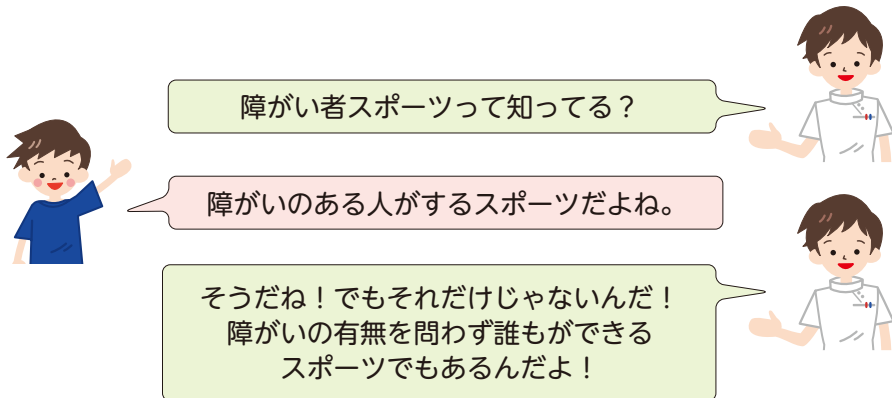 障がい者スポーツって知ってる？
障がいのある人がするスポーツだよね。
そうだね！でもそれだけじゃないんだ！
障がいの有無を問わず誰もができる
スポーツでもあるんだよ！